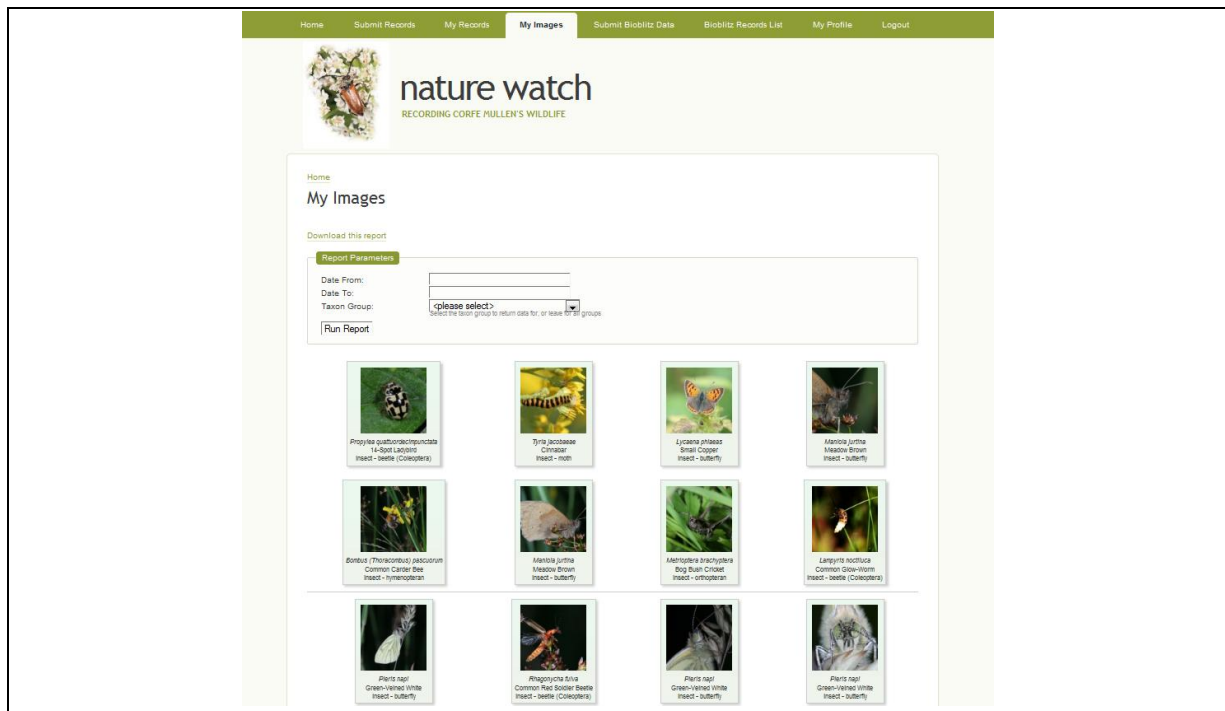 Home Submit Records My Records My Images Submit Bioblitz Data Bioblitz Records List My Profile Logout
nature watch
RECORDING CORFE MULLEN'S WILDLIFE
Home
My Images
Download this report
Report Parameters
Date From:
Date To:
Taxon Group: <please select>
Select the taxon group to return data for, or leave for all groups
Run Report
Propylea quattuordecimpunctata
14-Spot Ladybird
Insect - beetle (Coleoptera)
Tyria jacobaeae
Cinnabar
Insect - moth
Lycaena phlaeas
Small Copper
Insect - butterfly
Maniola jurtina
Meadow Brown
Insect - butterfly
Bombus (Thoracombus) pascuorum
Common Carder Bee
Insect - hymenopteran
Maniola jurtina
Meadow Brown
Insect - butterfly
Metrioptera brachyptera
Bog Bush Cricket
Insect - orthopteran
Lampyris noctiluca
Common Glow-Worm
Insect - beetle (Coleoptera)
Pieris napi
Green-Veined White
Insect - butterfly
Rhagonycha fulva
Common Red Soldier Beetle
Insect - beetle (Coleoptera)
Pieris napi
Green-Veined White
Insect - butterfly
Pieris napi
Green-Veined White
Insect - butterfly